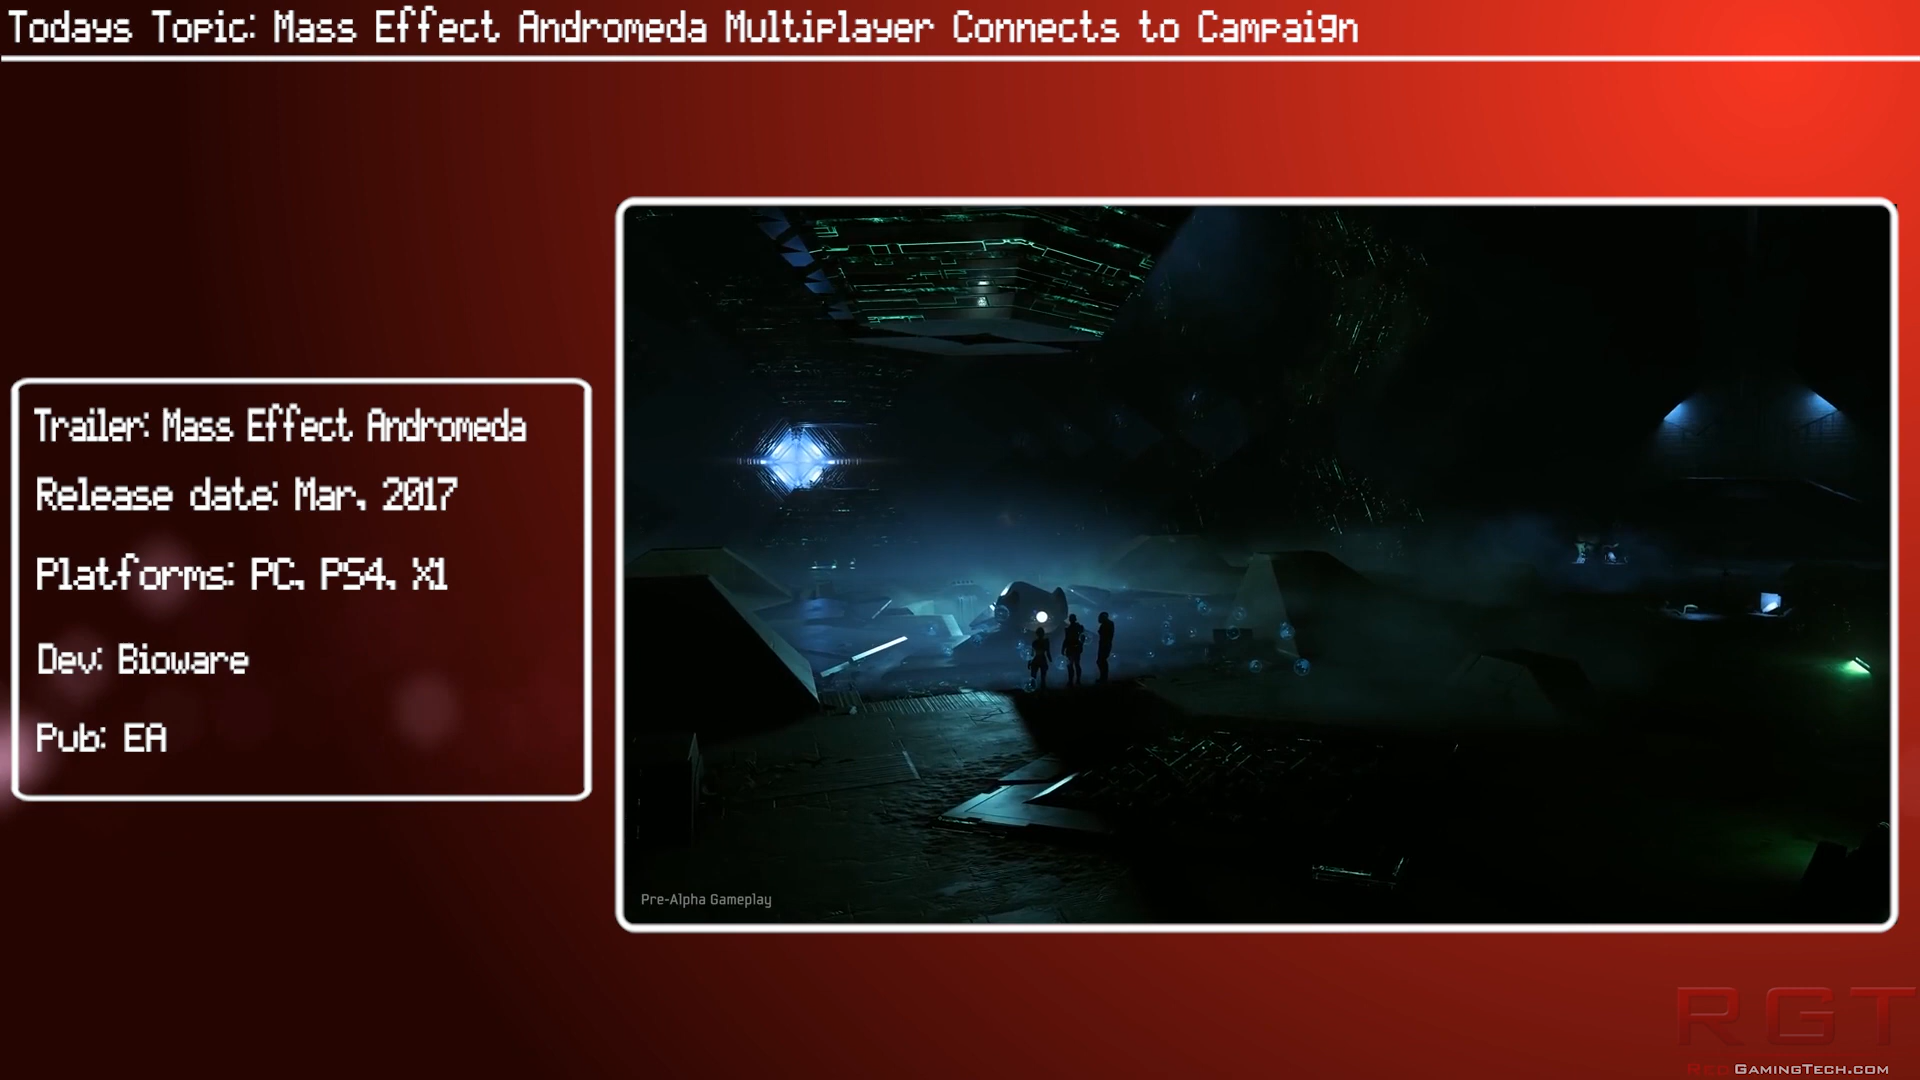 Todays Topic: Mass Effect Andromeda Multiplayer Connects to Campaign
Trailer: Mass Effect Andromeda
Release date: Mar, 2017
Platforms: PC, PS4, X1
Dev: Bioware
Pub: EA
Pre-Alpha Gameplay
RGT
RedGamingTech.com